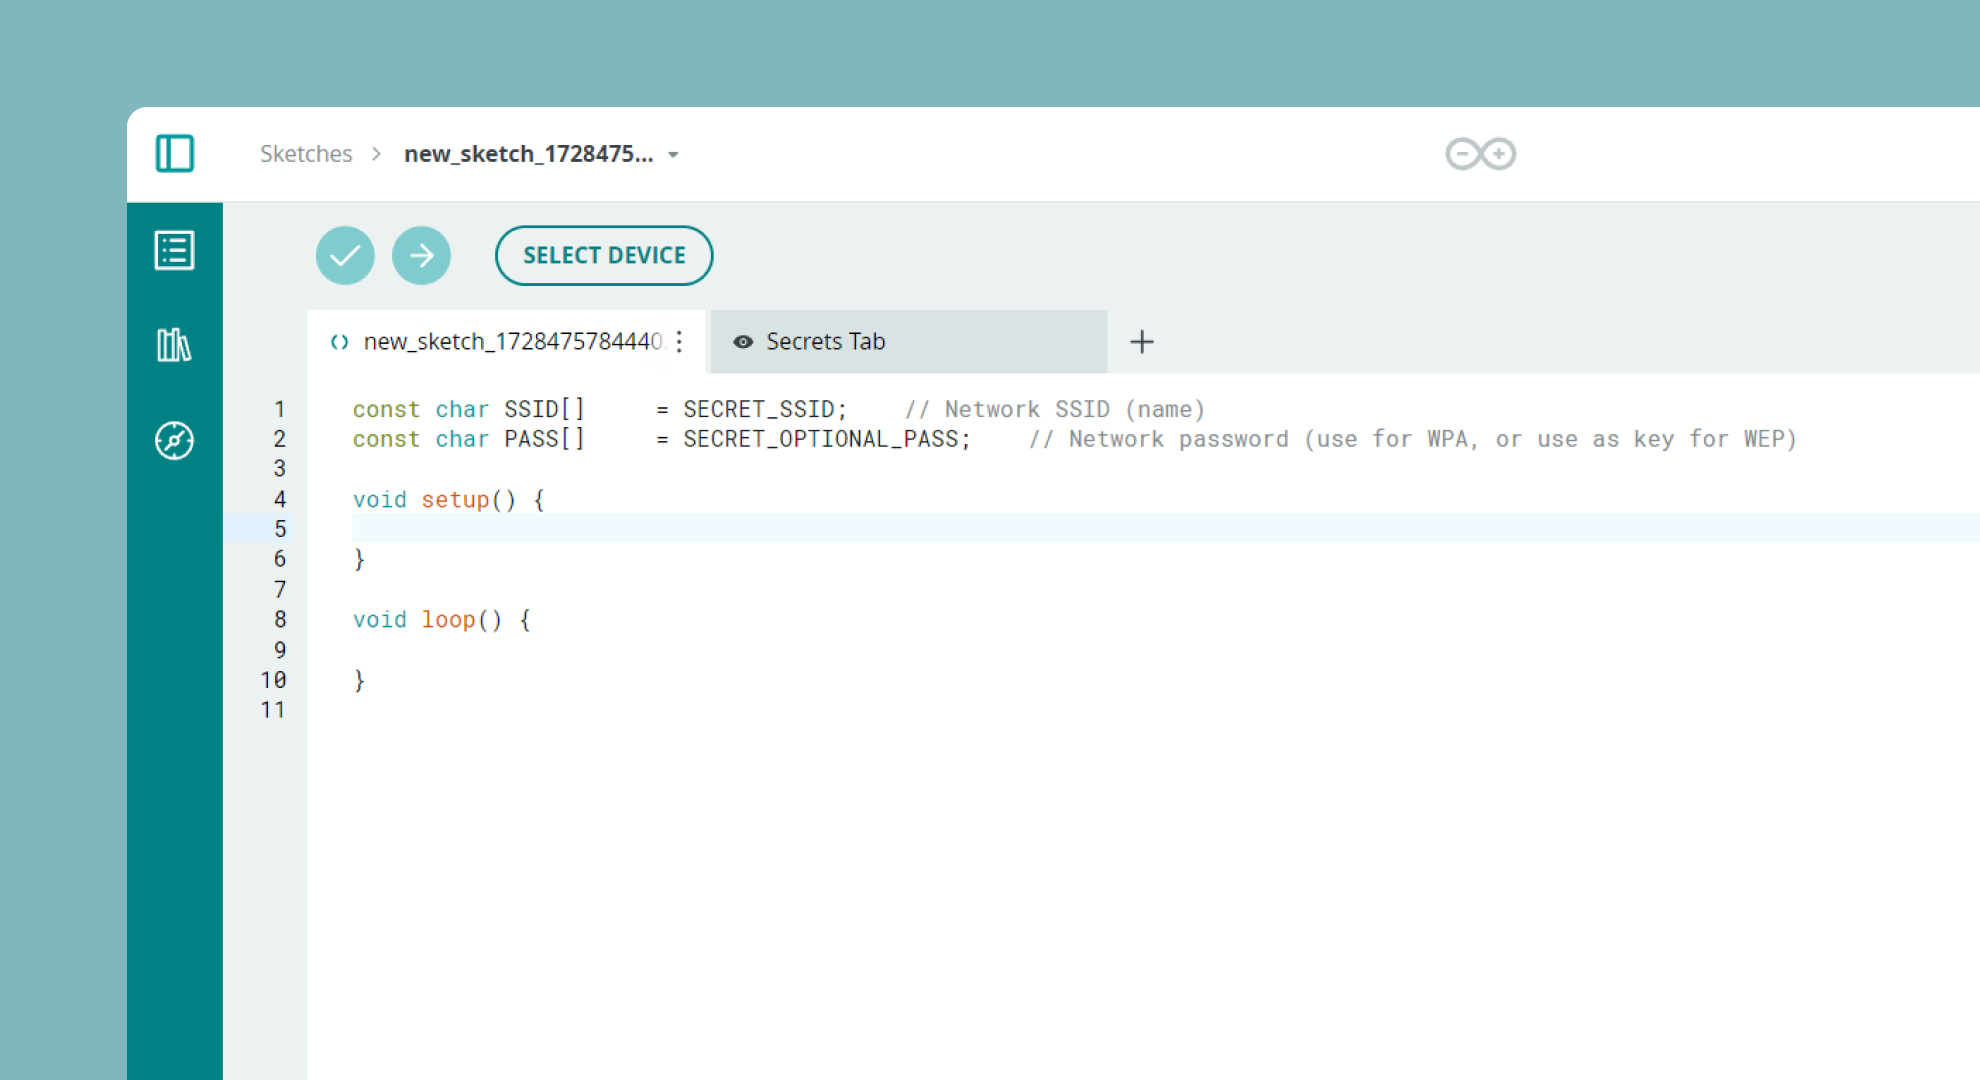 Sketches > new_sketch_1728475...
SELECT DEVICE
new_sketch_1728475784440.
Secrets Tab
1 const char SSID[]     = SECRET_SSID;    // Network SSID (name)
2 const char PASS[]     = SECRET_OPTIONAL_PASS;    // Network password (use for WPA, or use as key for WEP)
3
4 void setup() {
5
6 }
7
8 void loop() {
9
10 }
11